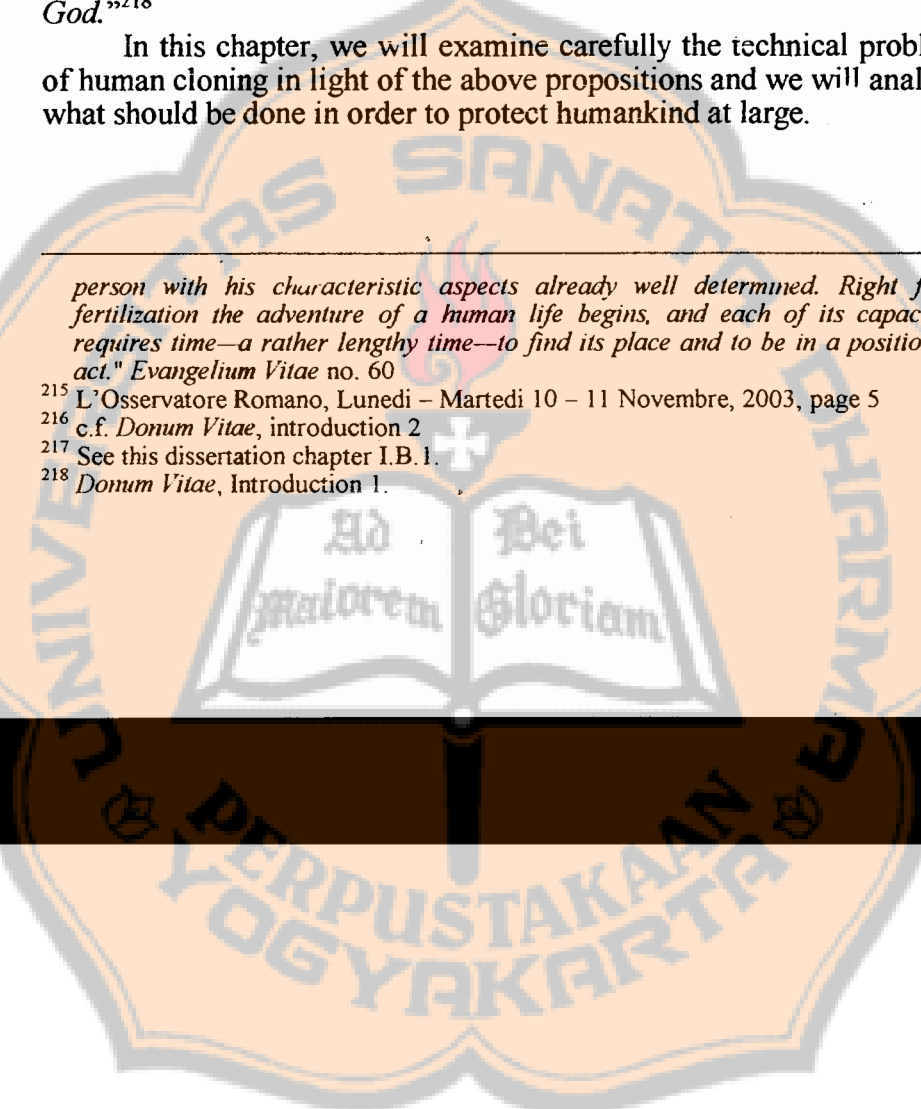 God."218
In this chapter, we will examine carefully the technical probl
of human cloning in light of the above propositions and we will anal
what should be done in order to protect humankind at large.
person with his characteristic aspects already well determined. Right f
fertilization the adventure of a human life begins, and each of its capac
requires time—a rather lengthy time—to find its place and to be in a positio
act." Evangelium Vitae no. 60
215 L'Osservatore Romano, Lunedi – Martedi 10 – 11 Novembre, 2003, page 5
216 c.f. Donum Vitae, introduction 2
217 See this dissertation chapter I.B.1.
218 Donum Vitae, Introduction 1.
UNIVERSITAS SANATA DHARMA
Ad Dei
maiorem Gloriam
PERPUSTAKAAN
YOGYAKARTA